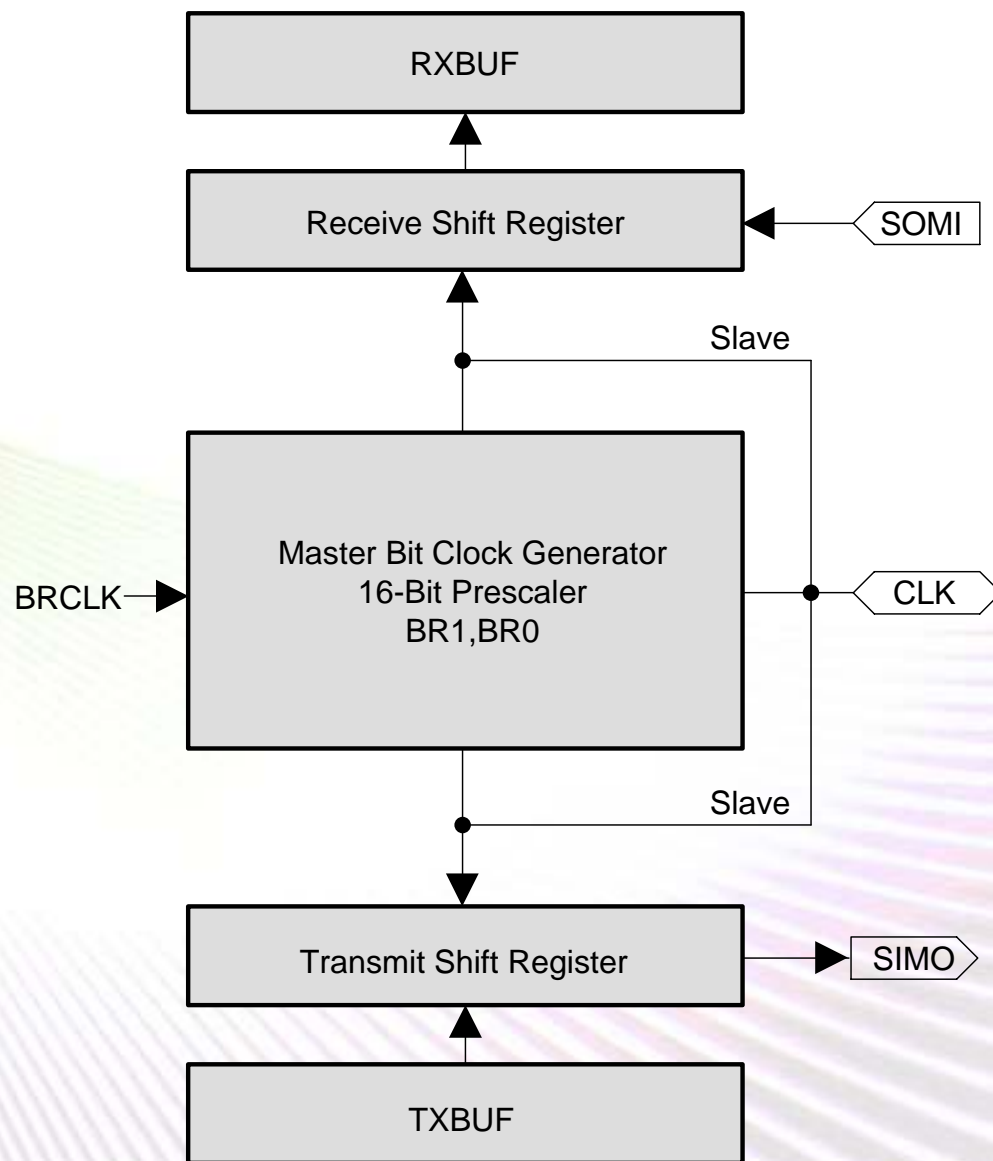 RXBUF
Receive Shift Register
SOMI
Slave
Master Bit Clock Generator
16-Bit Prescaler
BR1,BR0
BRCLK
CLK
Slave
Transmit Shift Register
SIMO
TXBUF